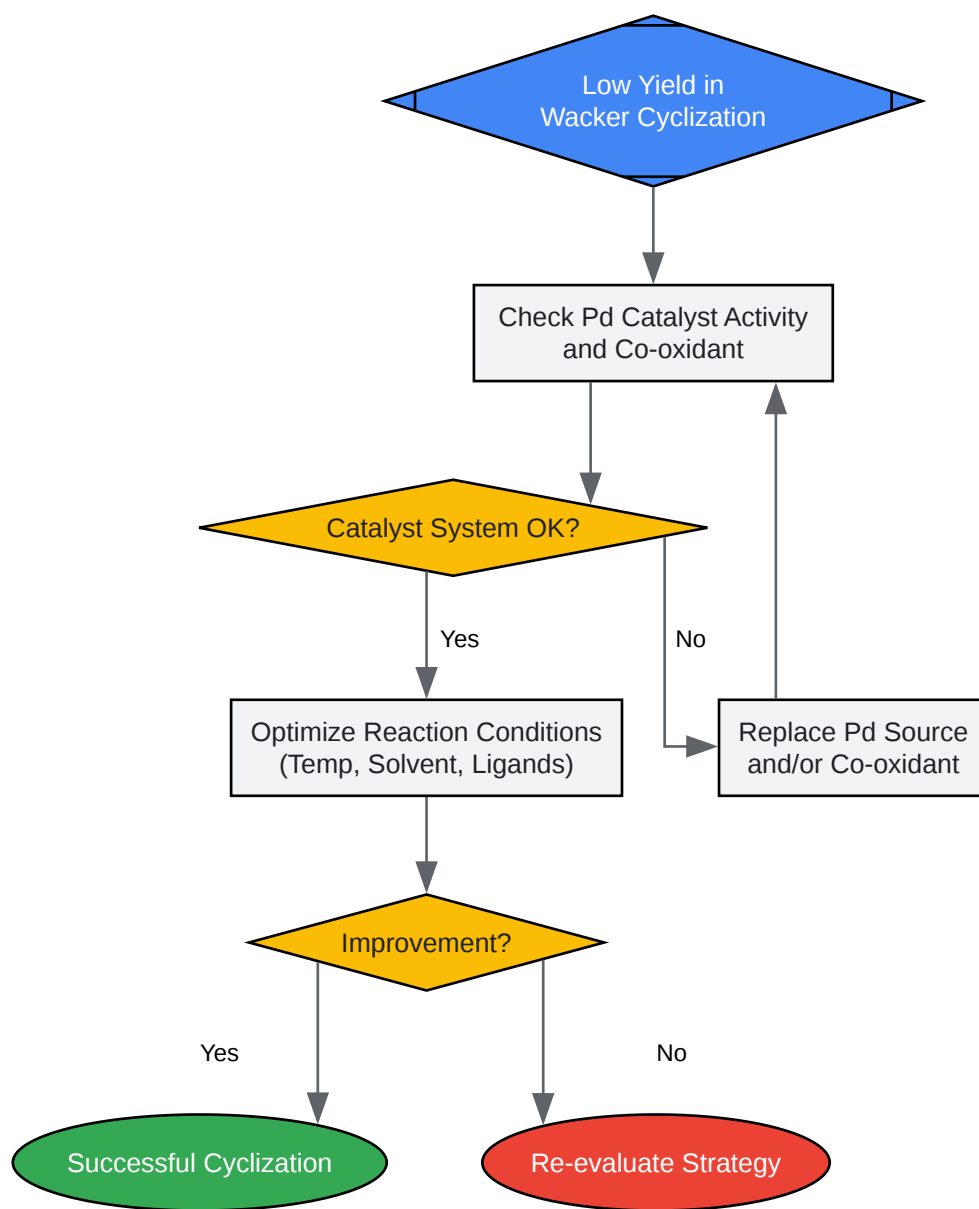 Low Yield in
Wacker Cyclization
Check Pd Catalyst Activity
and Co-oxidant
Catalyst System OK?
Yes
No
Optimize Reaction Conditions
(Temp, Solvent, Ligands)
Replace Pd Source
and/or Co-oxidant
Improvement?
Yes
No
Successful Cyclization
Re-evaluate Strategy